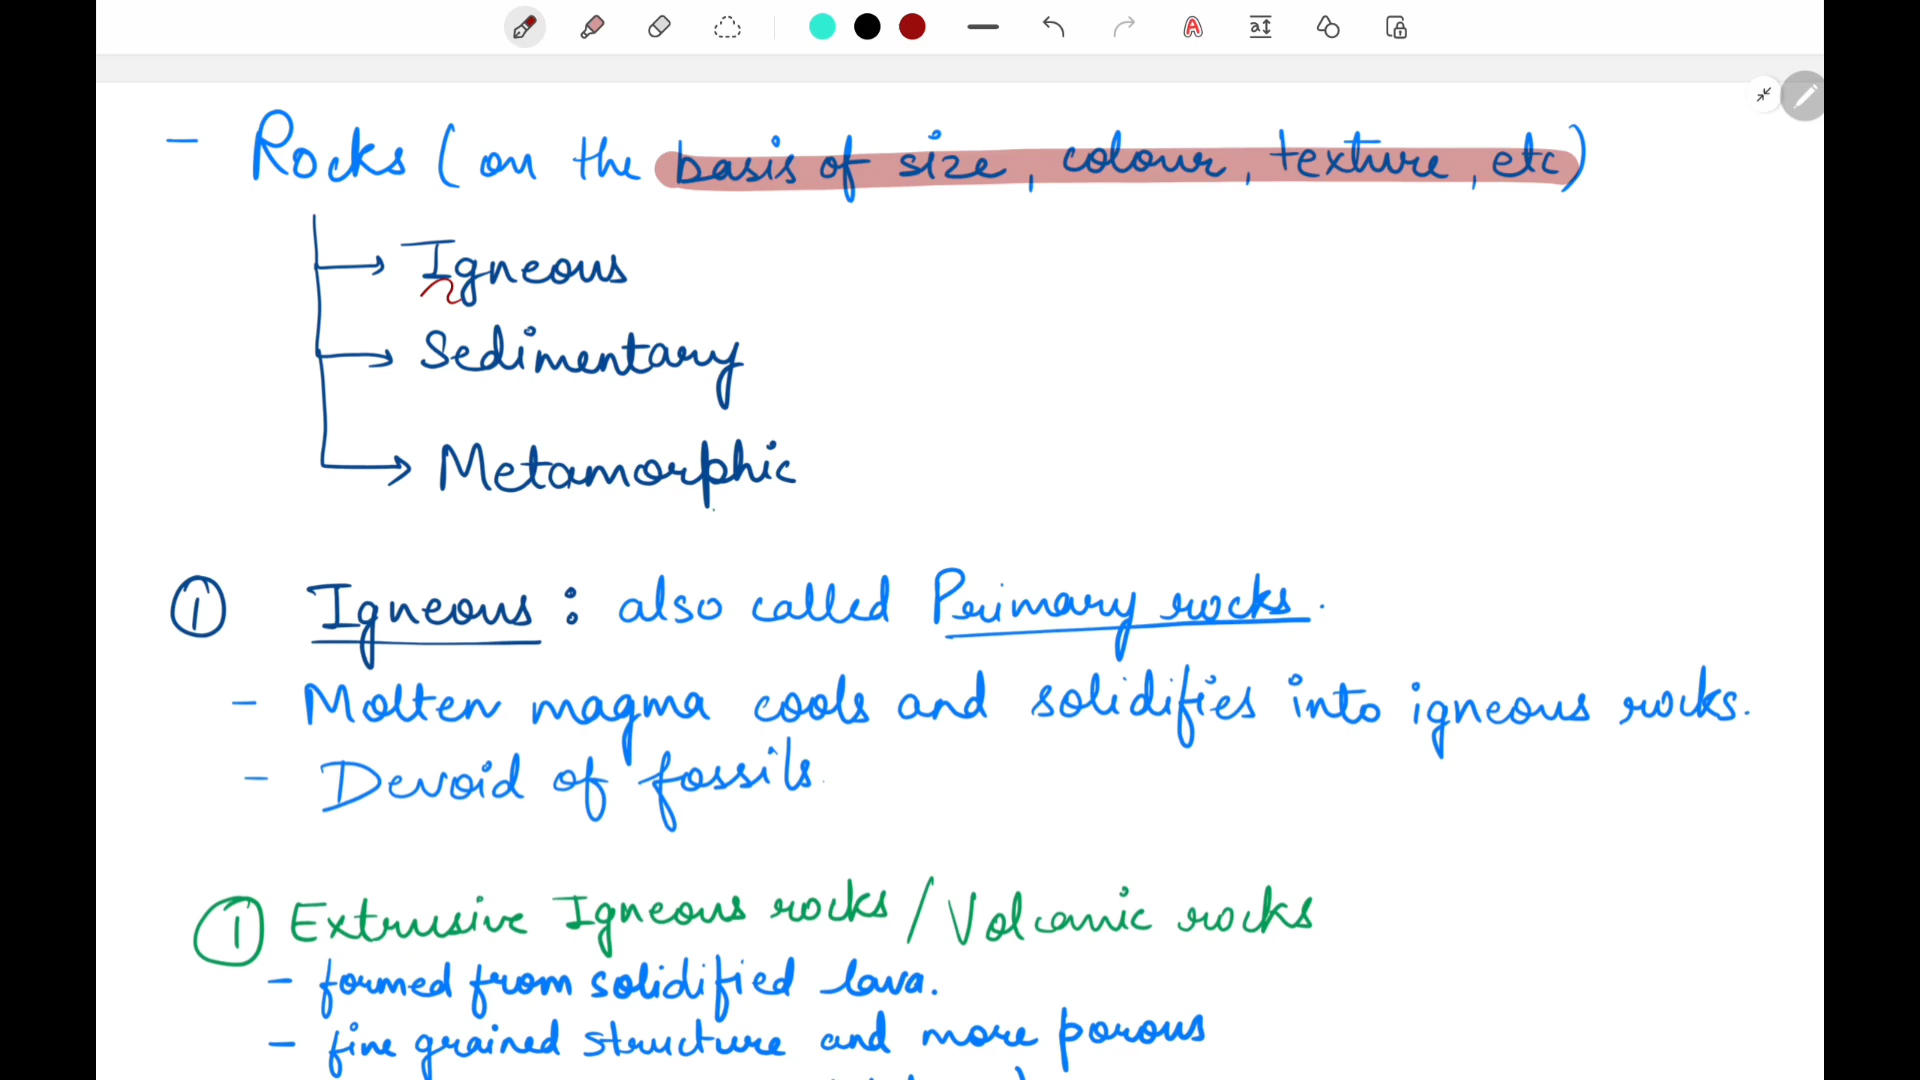 - Rocks (on the basis of size, colour, texture, etc)
→ Igneous
→ Sedimentary
→ Metamorphic
① Igneous : also called Primary rocks.
- Molten magma cools and solidifies into igneous rocks.
- Devoid of fossils.
① Extrusive Igneous rocks / Volcanic rocks
- formed from solidified lava.
- fine grained structure and more porous